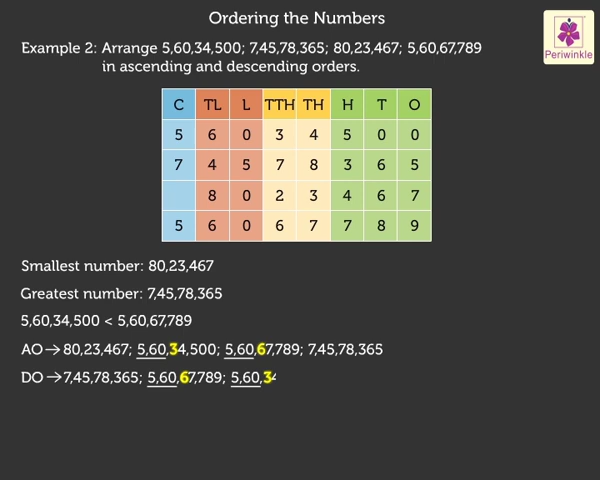 Ordering the Numbers
Periwinkle
Example 2: Arrange 5,60,34,500; 7,45,78,365; 80,23,467; 5,60,67,789
in ascending and descending orders.
C TL L TTH TH H T O
5 6 0 3 4 5 0 0
7 4 5 7 8 3 6 5
8 0 2 3 4 6 7
5 6 0 6 7 7 8 9
Smallest number: 80,23,467
Greatest number: 7,45,78,365
5,60,34,500 < 5,60,67,789
AO→80,23,467; 5,60,34,500; 5,60,67,789; 7,45,78,365
DO→7,45,78,365; 5,60,67,789; 5,60,34